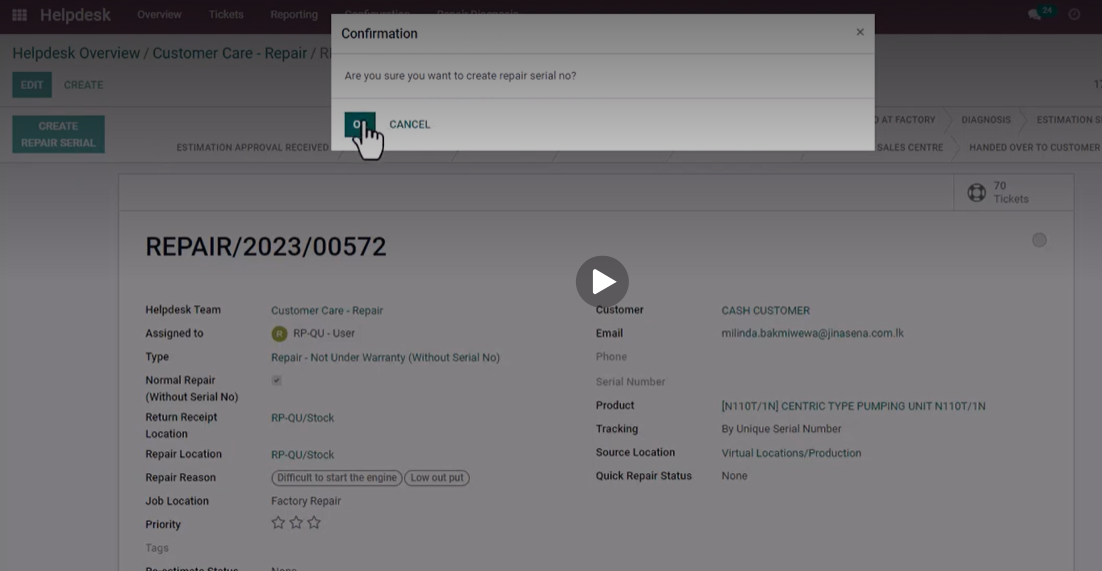 Helpdesk Overview Tickets Reporting Configuration Repair Diagnosis 24
Confirmation ×
Helpdesk Overview / Customer Care - Repair /
Are you sure you want to create repair serial no?
EDIT CREATE
CREATE REPAIR SERIAL
CANCEL
AT FACTORY DIAGNOSIS
ESTIMATION APPROVAL RECEIVED SALES CENTRE HANDED OVER TO CUSTOMER
70
Tickets
REPAIR/2023/00572
Helpdesk Team Customer Care - Repair
Assigned to R RP-QU - User
Type Repair - Not Under Warranty (Without Serial No)
Normal Repair
(Without Serial No)
Return Receipt
Location RP-QU/Stock
Repair Location RP-QU/Stock
Repair Reason Difficult to start the engine Low out put
Job Location Factory Repair
Priority
Tags
Customer CASH CUSTOMER
Email milinda.bakmiwewa@jinasena.com.lk
Phone
Serial Number
Product [N110T/1N] CENTRIC TYPE PUMPING UNIT N110T/1N
Tracking By Unique Serial Number
Source Location Virtual Locations/Production
Quick Repair Status None